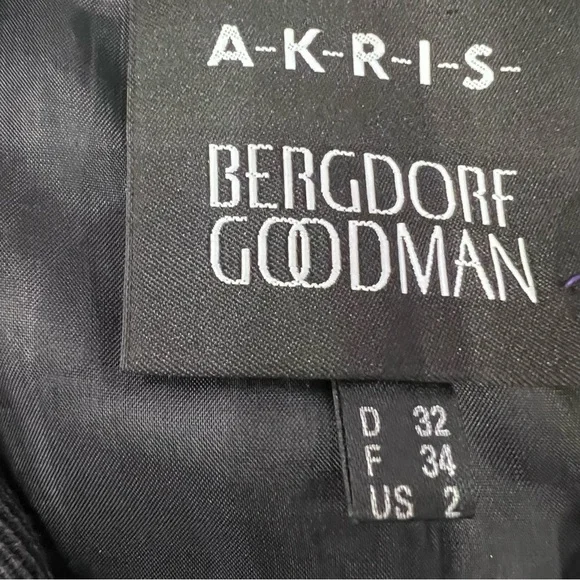 A-K-R-I-S-
BERGDORF
GOODMAN
D 32
F 34
US 2